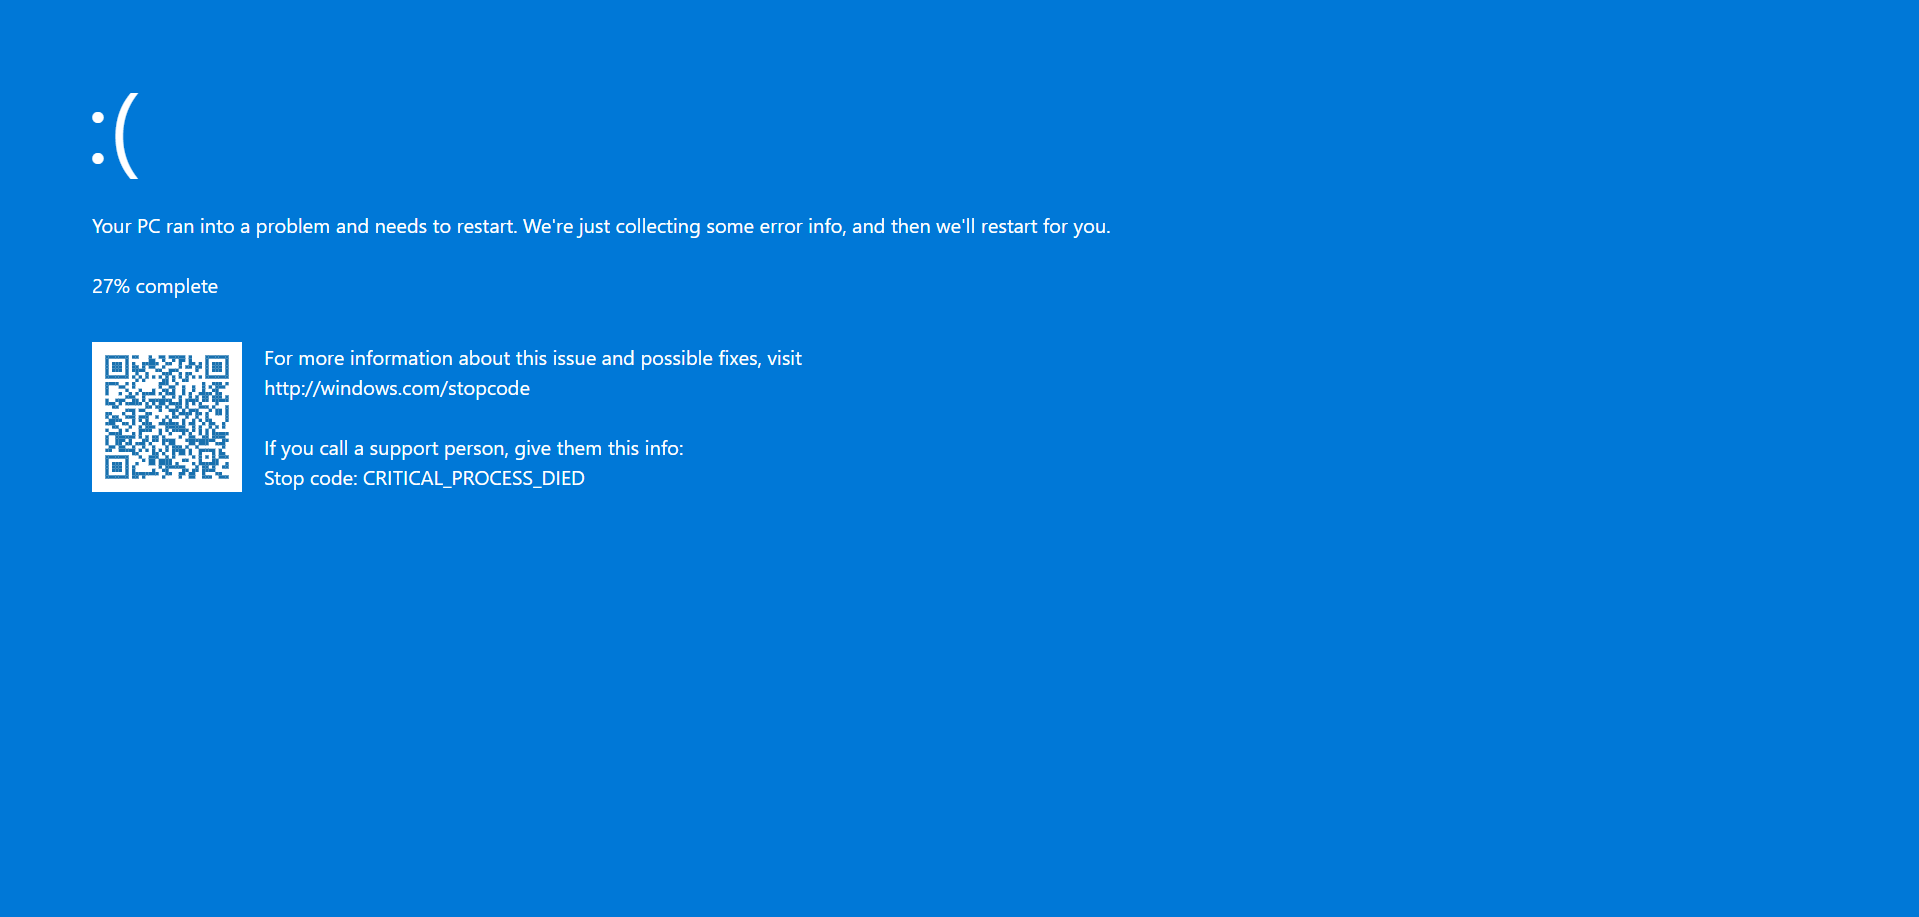 :(
Your PC ran into a problem and needs to restart. We're just collecting some error info, and then we'll restart for you.
27% complete
For more information about this issue and possible fixes, visit
http://windows.com/stopcode
If you call a support person, give them this info:
Stop code: CRITICAL_PROCESS_DIED